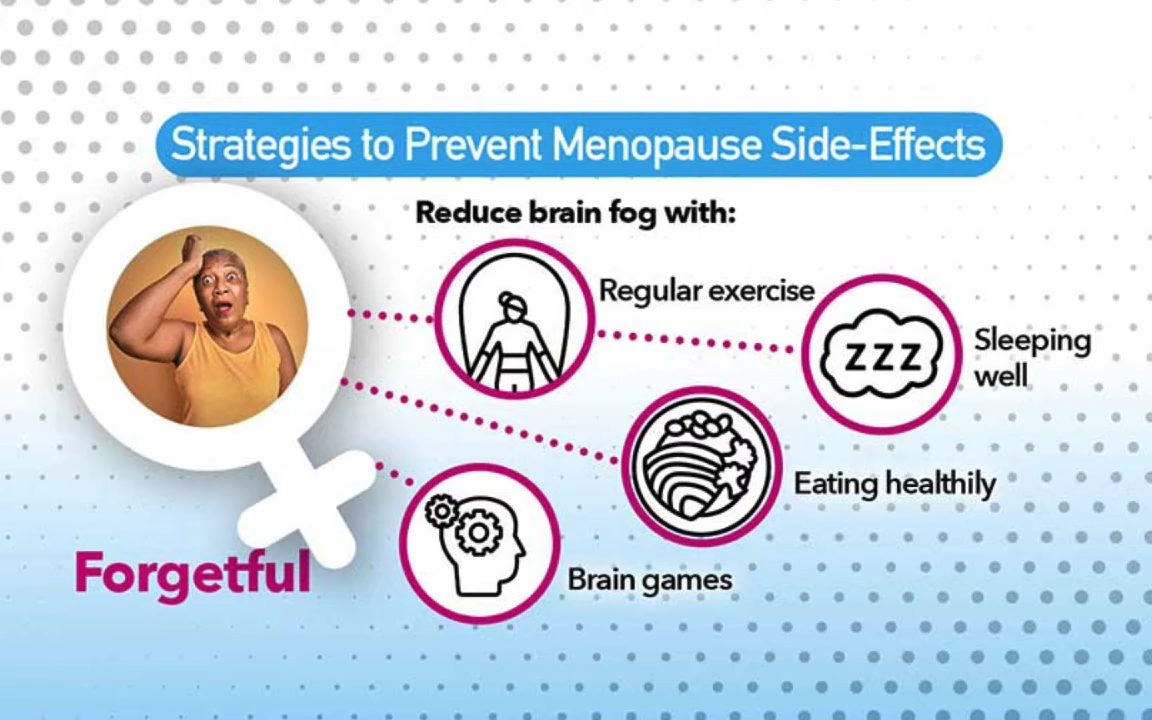 Strategies to Prevent Menopause Side-Effects
Reduce brain fog with:
Regular exercise
Sleeping
well
Eating healthily
Brain games
Forgetful
ZZZ